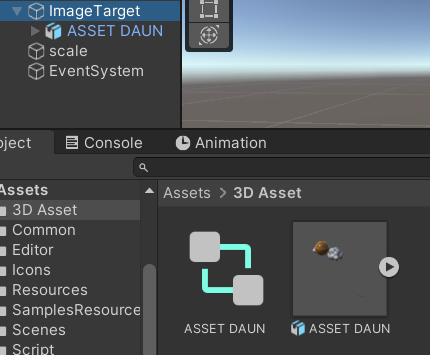 ImageTarget
ASSET DAUN
scale
EventSystem
oject
Console
Animation
Assets
3D Asset
Common
Editor
Icons
Resources
SamplesResource
Scenes
Script
Assets > 3D Asset
ASSET DAUN
ASSET DAUN